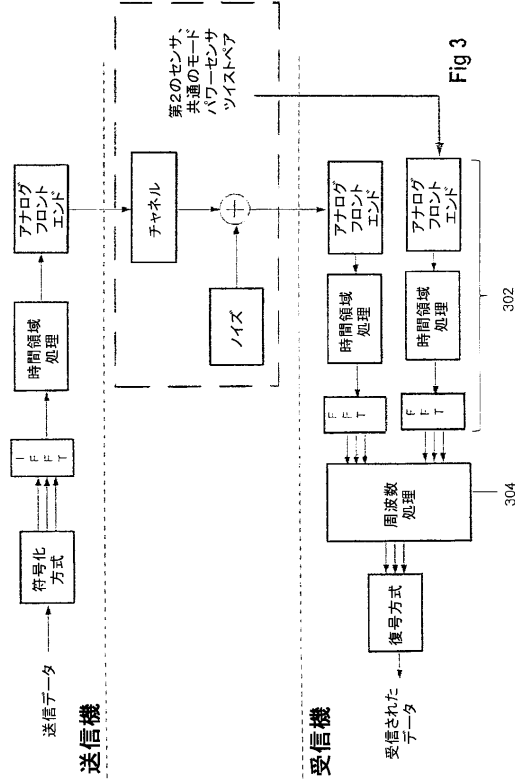 送信機
送信データ
符号化
方式
IFFT
時間領域
処理
アナログ
フロント
エンド
チャネル
ノイズ
第2のセンサ、
共通のモード
パワーセンサ
ツイストペア
受信機
アナログ
フロント
エンド
アナログ
フロント
エンド
時間領域
処理
時間領域
処理
FFT
FFT
302
周波数
処理
304
復号方式
受信された
データ
Fig 3